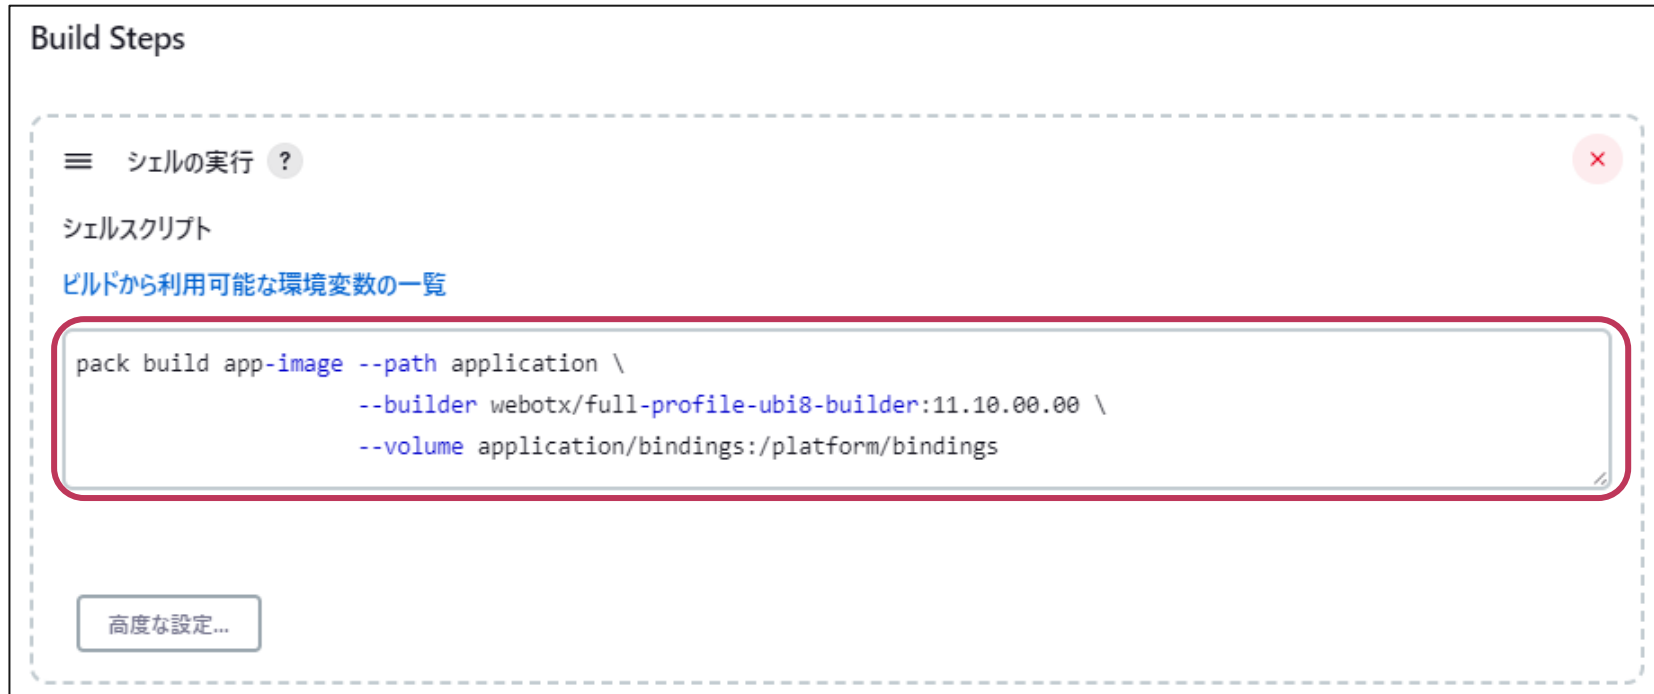 Build Steps
シェルの実行 ?
シェルスクリプト
ビルドから利用可能な環境変数の一覧
pack build app-image --path application \
--builder webotx/full-profile-ubi8-builder:11.10.00.00 \
--volume application/bindings:/platform/bindings
高度な設定...